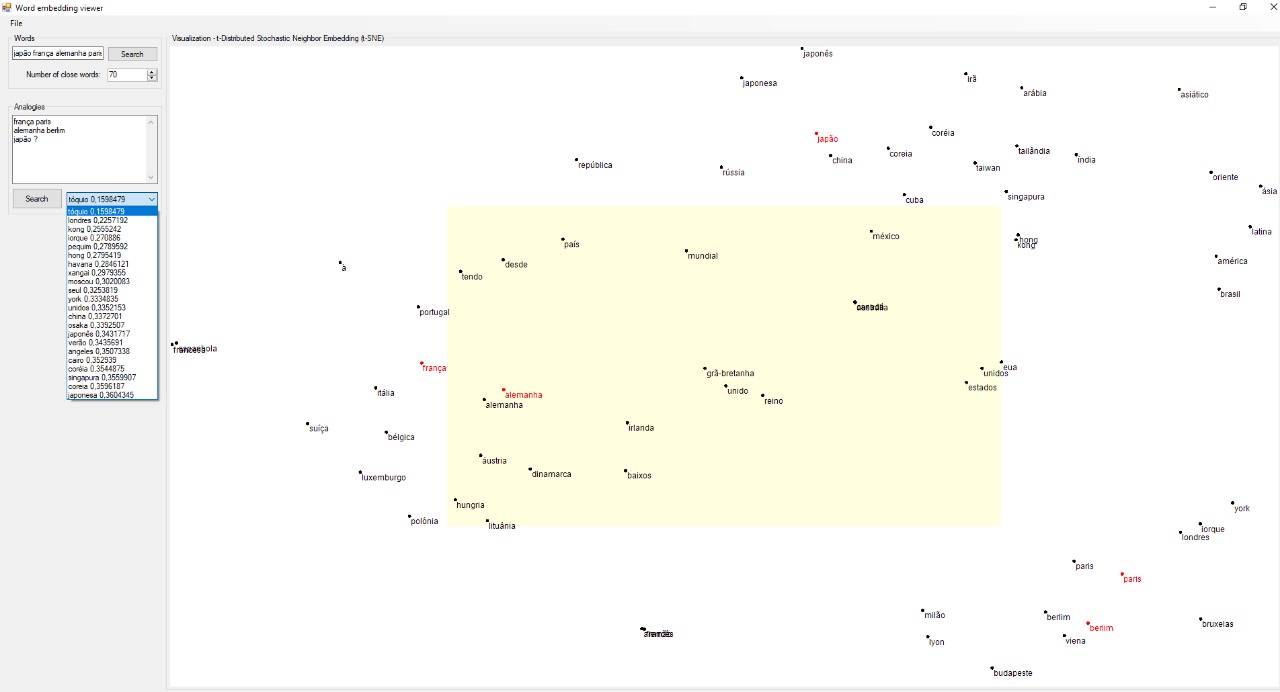 Word embedding viewer
File
Words
japão frança alemanha paris
Search
Number of close words: 70
Analogies
frança paris
alemanha berlim
japão ?
Search
tóquio 0,1598479
tóquio 0,1598479
londres 0,2257192
kong 0,2555242
iorque 0,270886
pequim 0,2789592
hong 0,2795419
havana 0,2846121
xangai 0,2979355
moscou 0,3020083
seul 0,3253819
york 0,3334835
unidos 0,3352153
china 0,3372701
osaka 0,3392507
japonês 0,3431717
verão 0,3435691
angeles 0,3507338
cairo 0,352939
coréia 0,3544875
singapura 0,3559907
coreia 0,3596187
japonesa 0,3604345
Visualization - t-Distributed Stochastic Neighbor Embedding (t-SNE)
japonês
japonesa
irã
arábia
asiático
japão
coréia
china
coreia
tailândia
índia
república
rússia
taiwan
oriente
ásia
cuba
singapura
latina
país
méxico
hong
kong
mundial
desde
à
tendo
américa
brasil
portugal
espanhola
francesa
frança
grã-bretanha
eua
unidos
estados
itália
alemanha
alemanha
unido
reino
suíça
bélgica
irlanda
áustria
luxemburgo
dinamarca
baixos
hungria
polônia
lituânia
york
iorque
londres
paris
paris
milão
berlim
berlim
bruxelas
lyon
viena
budapeste